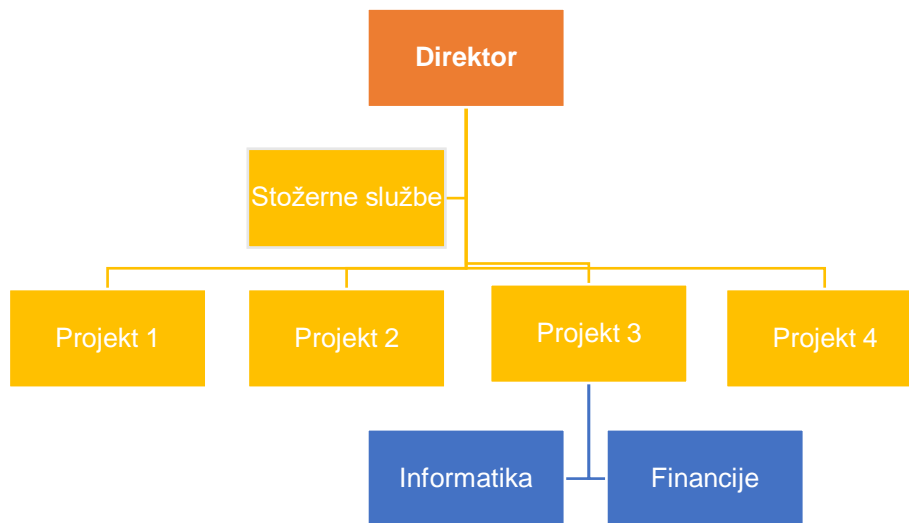 Direktor
Stožerne službe
Projekt 1
Projekt 2
Projekt 3
Projekt 4
Informatika
Financije